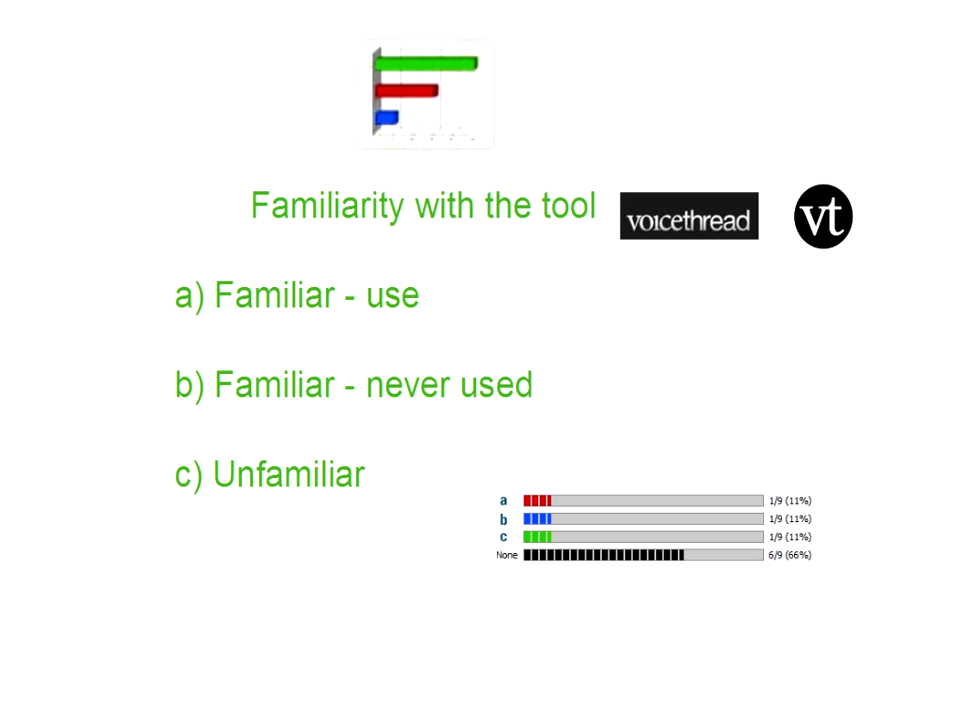 Familiarity with the tool voicethread vt
a) Familiar - use
b) Familiar - never used
c) Unfamiliar
a 1/9 (11%)
b 1/9 (11%)
c 1/9 (11%)
None 6/9 (66%)